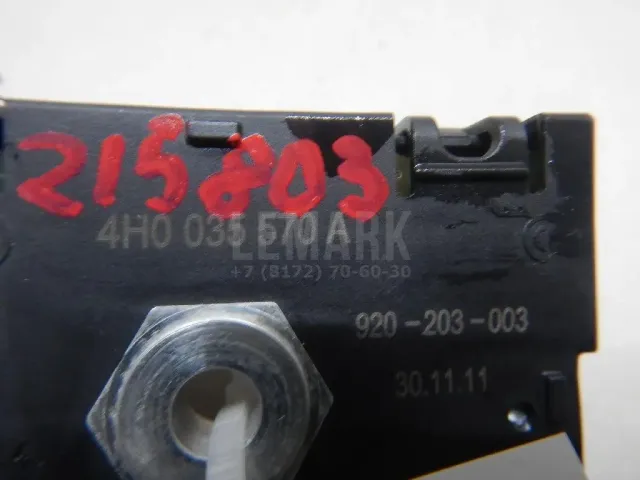 215803
4H0 035 570 A
LEMARK
+7 (8172) 70-60-30
920-203-003
30.11.11